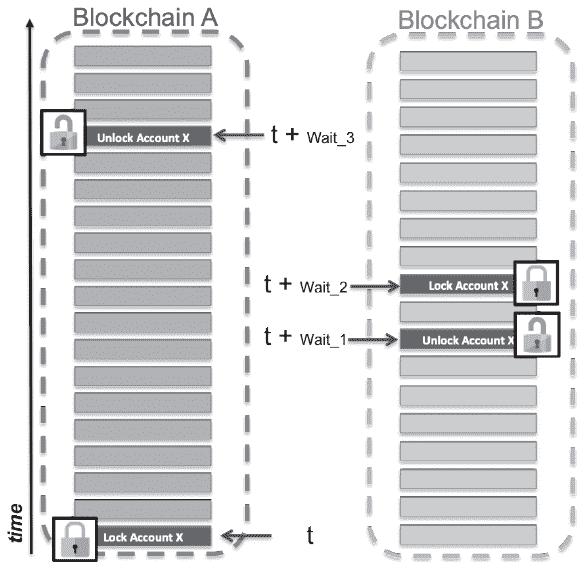 Blockchain A
Blockchain B
Unlock Account X
t + Wait_3
t + Wait_2
Lock Account X
t + Wait_1
Unlock Account X
time
Lock Account X
t